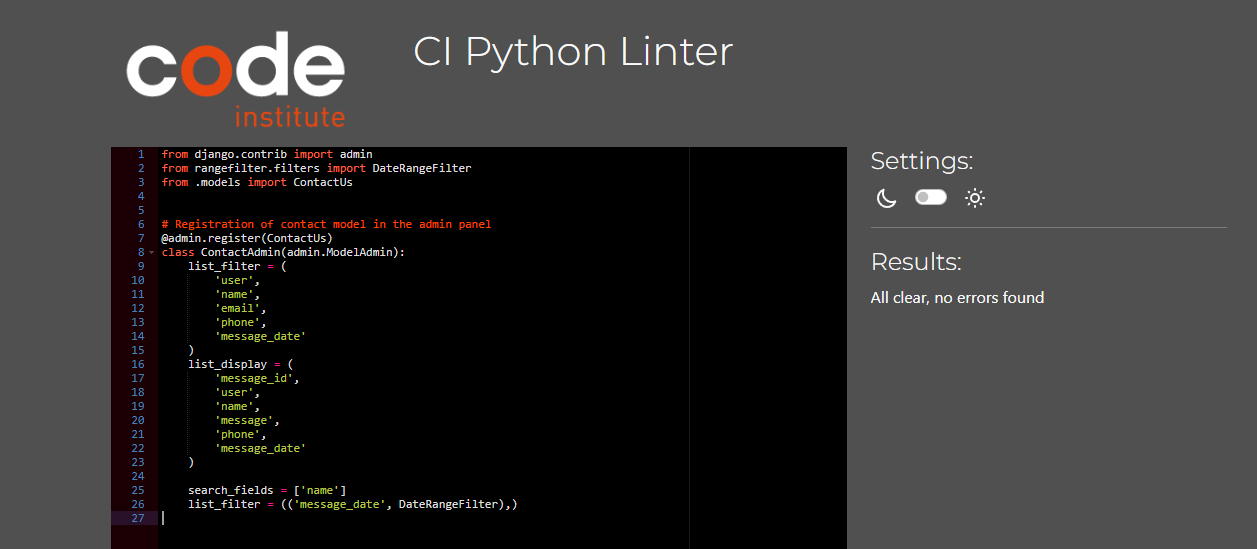 code
institute
CI Python Linter
1 from django.contrib import admin
2 from rangefilter.filters import DateRangeFilter
3 from .models import ContactUs
4
5
6 # Registration of contact model in the admin panel
7 @admin.register(ContactUs)
8 class ContactAdmin(admin.ModelAdmin):
9     list_filter = (
10         'user',
11         'name',
12         'email',
13         'phone',
14         'message_date'
15     )
16     list_display = (
17         'message_id',
18         'user',
19         'name',
20         'message',
21         'phone',
22         'message_date'
23     )
24
25     search_fields = ['name']
26     list_filter = (('message_date', DateRangeFilter),)
27
Settings:
Results:
All clear, no errors found